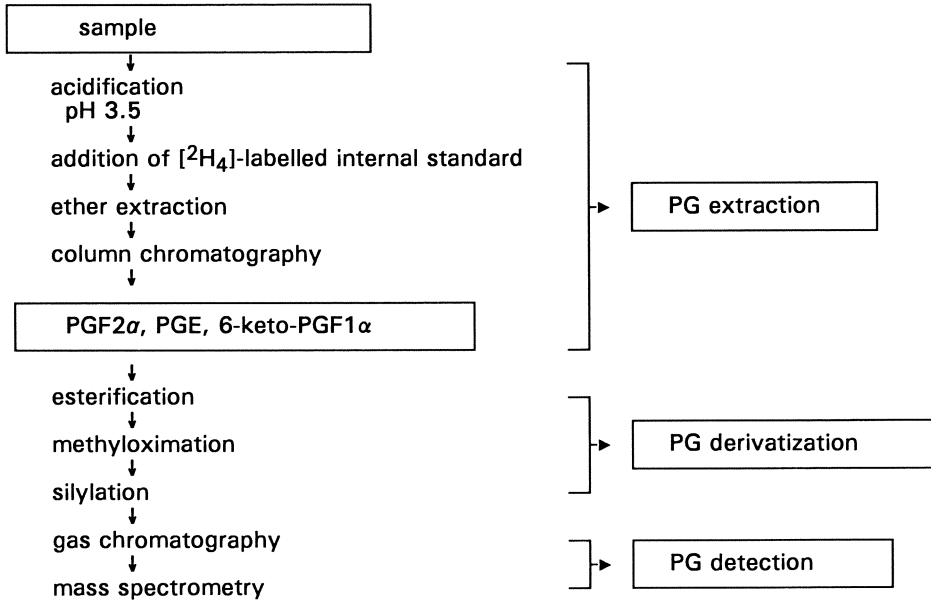 sample
acidification
pH 3.5
addition of [²H₄]-labelled internal standard
ether extraction
column chromatography
PG extraction
PGF2α, PGE, 6-keto-PGF1α
esterification
methyloximation
silylation
PG derivatization
gas chromatography
mass spectrometry
PG detection